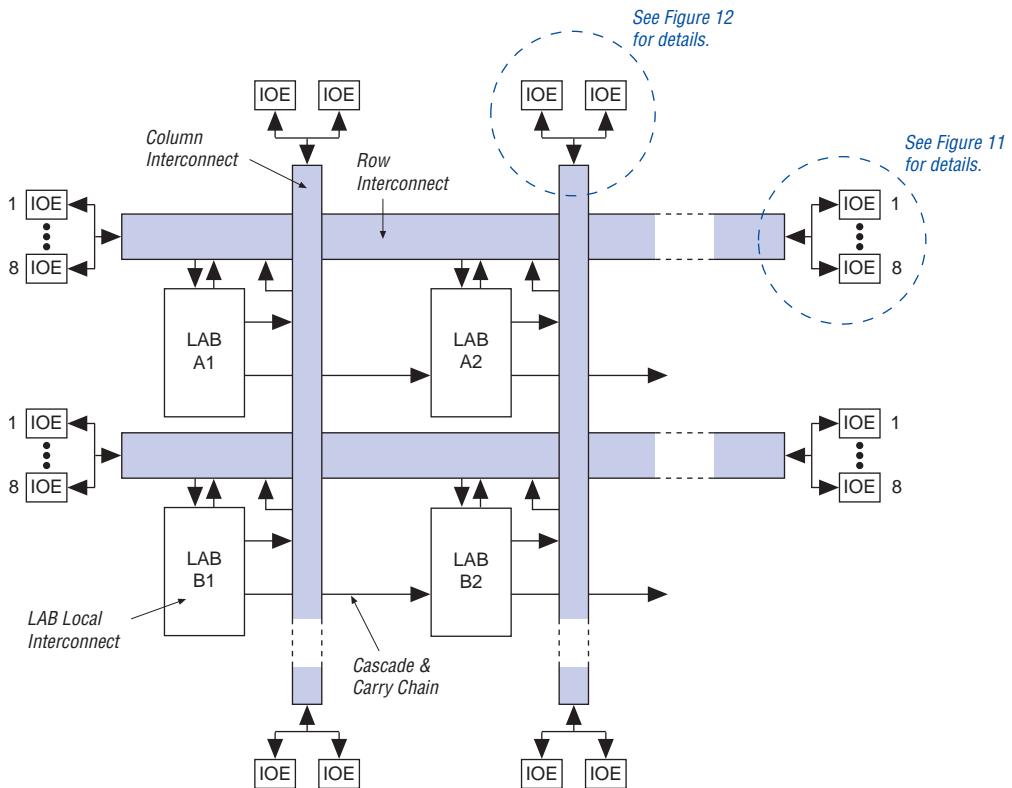 See Figure 12
for details.
IOE IOE
IOE IOE
Column
Interconnect
Row
Interconnect
See Figure 11
for details.
1 IOE
8 IOE
IOE 1
IOE 8
LAB
A1
LAB
A2
1 IOE
8 IOE
IOE 1
IOE 8
LAB
B1
LAB
B2
LAB Local
Interconnect
Cascade &
Carry Chain
IOE IOE
IOE IOE